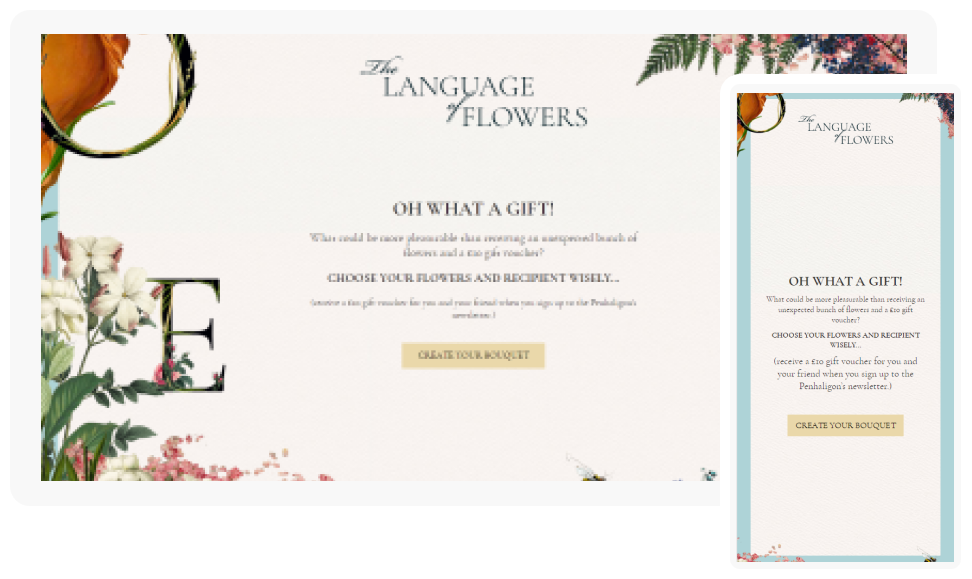 The
LANGUAGE
of
FLOWERS
OH WHAT A GIFT!
What could be more pleasurable than receiving an unexpected bunch of
flowers and a £10 gift voucher?
CHOOSE YOUR FLOWERS AND RECIPIENT WISELY...
(receive a £10 gift voucher for you and your friend when you sign up to the Penhaligon's
newsletter.)
CREATE YOUR BOUQUET
E
The
LANGUAGE
of
FLOWERS
OH WHAT A GIFT!
What could be more pleasurable than receiving an
unexpected bunch of flowers and a £10 gift
voucher?
CHOOSE YOUR FLOWERS AND RECIPIENT
WISELY...
(receive a £10 gift voucher for you and
your friend when you sign up to the
Penhaligon's newsletter.)
CREATE YOUR BOUQUET